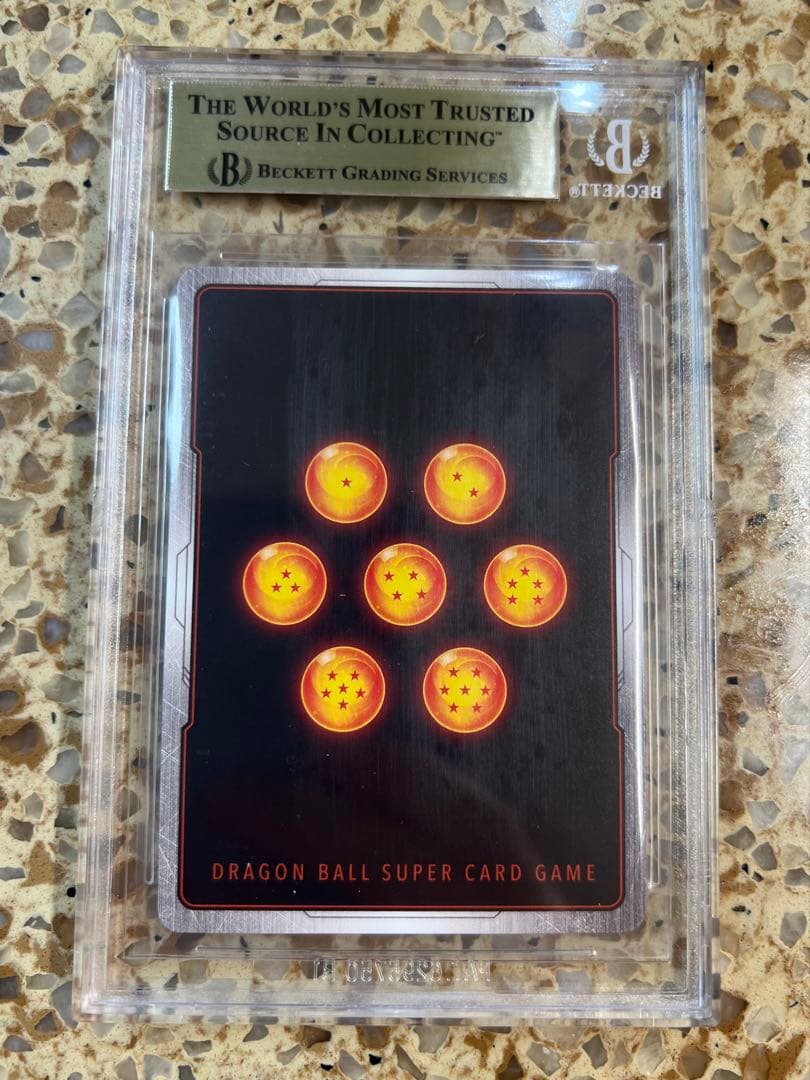 THE WORLD'S MOST TRUSTED
SOURCE IN COLLECTING™
B BECKETT GRADING SERVICES
B
BECKETT®
DRAGON BALL SUPER CARD GAME